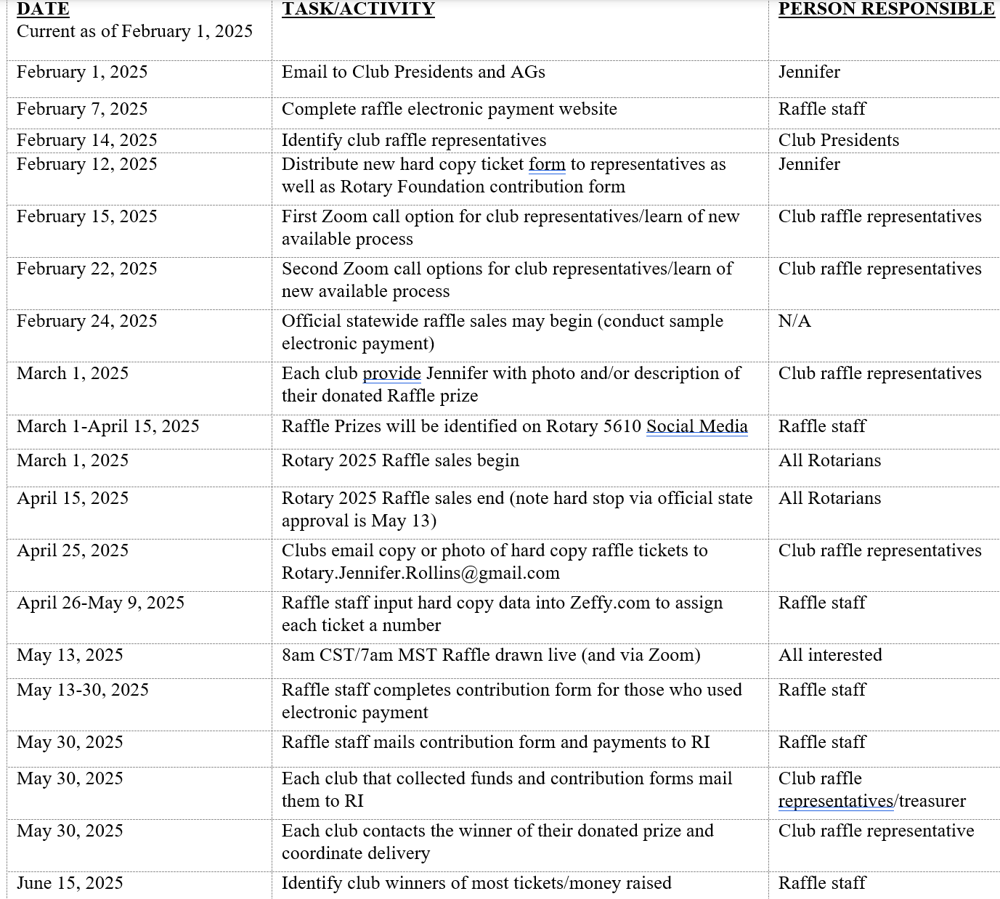 DATE TASK/ACTIVITY PERSON RESPONSIBLE
Current as of February 1, 2025
February 1, 2025 Email to Club Presidents and AGs Jennifer
February 7, 2025 Complete raffle electronic payment website Raffle staff
February 14, 2025 Identify club raffle representatives Club Presidents
February 12, 2025 Distribute new hard copy ticket form to representatives as Jennifer
well as Rotary Foundation contribution form
February 15, 2025 First Zoom call option for club representatives/learn of new Club raffle representatives
available process
February 22, 2025 Second Zoom call options for club representatives/learn of Club raffle representatives
new available process
February 24, 2025 Official statewide raffle sales may begin (conduct sample N/A
electronic payment)
March 1, 2025 Each club provide Jennifer with photo and/or description of Club raffle representatives
their donated Raffle prize
March 1-April 15, 2025 Raffle Prizes will be identified on Rotary 5610 Social Media Raffle staff
March 1, 2025 Rotary 2025 Raffle sales begin All Rotarians
April 15, 2025 Rotary 2025 Raffle sales end (note hard stop via official state All Rotarians
approval is May 13)
April 25, 2025 Clubs email copy or photo of hard copy raffle tickets to Club raffle representatives
Rotary.Jennifer.Rollins@gmail.com
April 26-May 9, 2025 Raffle staff input hard copy data into Zeffy.com to assign Raffle staff
each ticket a number
May 13, 2025 8am CST/7am MST Raffle drawn live (and via Zoom) All interested
May 13-30, 2025 Raffle staff completes contribution form for those who used Raffle staff
electronic payment
May 30, 2025 Raffle staff mails contribution form and payments to RI Raffle staff
May 30, 2025 Each club that collected funds and contribution forms mail Club raffle
them to RI representatives/treasurer
May 30, 2025 Each club contacts the winner of their donated prize and Club raffle representative
coordinate delivery
June 15, 2025 Identify club winners of most tickets/money raised Raffle staff